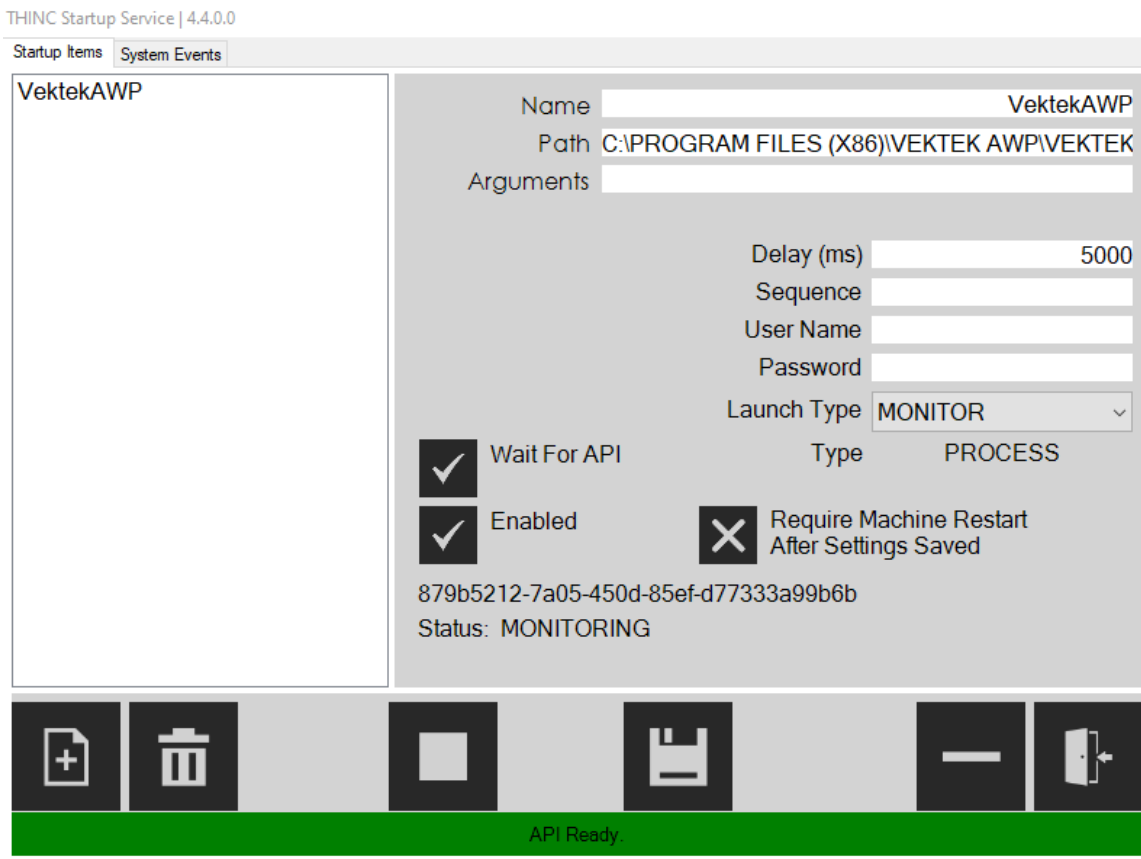 THINC Startup Service | 4.4.0.0
Startup Items System Events
VektekAWP
Name VektekAWP
Path C:\PROGRAM FILES (X86)\VEKTEK AWP\VEKTEK
Arguments
Delay (ms) 5000
Sequence
User Name
Password
Launch Type MONITOR
Wait For API Type PROCESS
Enabled Require Machine Restart
After Settings Saved
879b5212-7a05-450d-85ef-d77333a99b6b
Status: MONITORING
API Ready.